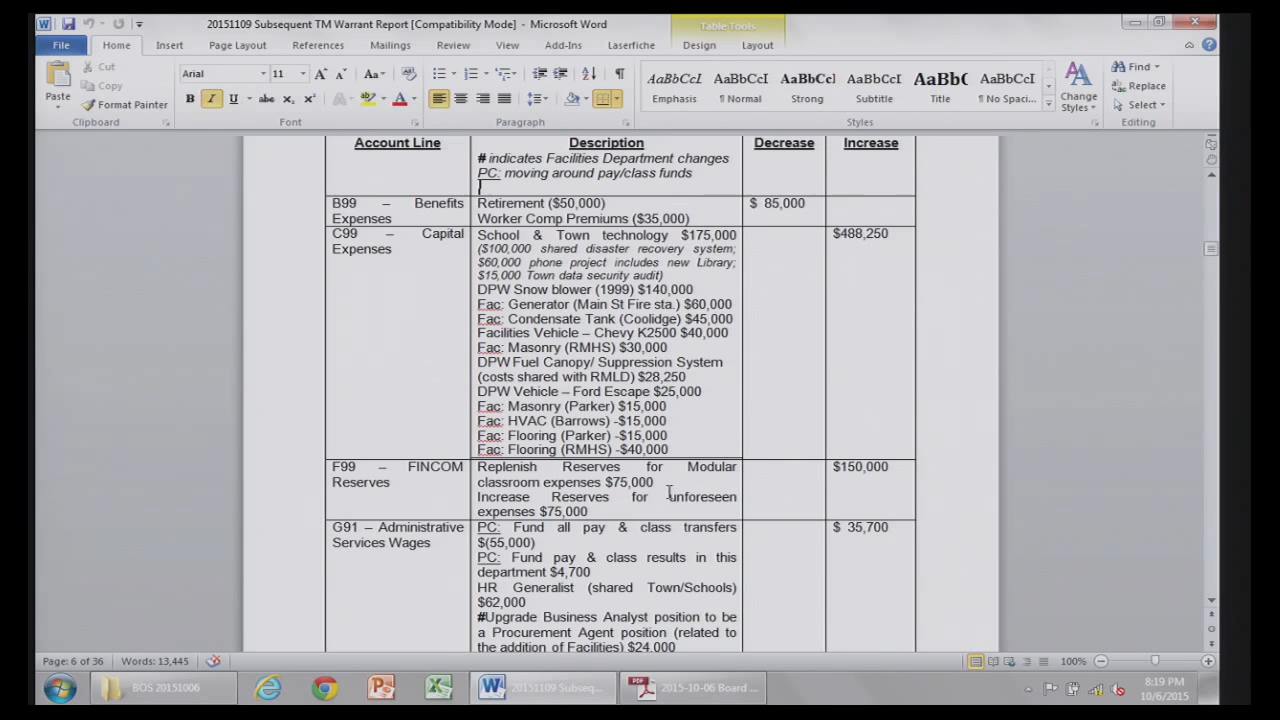 20151109 Subsequent TM Warrant Report [Compatibility Mode] - Microsoft Word
Table Tools
File Home Insert Page Layout References Mailings Review View Add-Ins Laserfiche Design Layout
Cut
Copy
Format Painter
Paste
Clipboard
Arial 11
Font
Paragraph
AaBbCcI AaBbCcI AaBbCcI AaBbCcI AaBb( AaBbCcI
Emphasis ¶ Normal Strong Subtitle Title ¶ No Spaci...
Change Styles
Styles
Find
Replace
Select
Editing
Account Line Description Decrease Increase
# indicates Facilities Department changes
PC: moving around pay/class funds
B99 – Benefits Expenses
Retirement ($50,000)
Worker Comp Premiums ($35,000)
$ 85,000
C99 – Capital Expenses
School & Town technology $175,000
($100,000 shared disaster recovery system;
$60,000 phone project includes new Library;
$15,000 Town data security audit)
DPW Snow blower (1999) $140,000
Fac: Generator (Main St Fire sta.) $60,000
Fac: Condensate Tank (Coolidge) $45,000
Facilities Vehicle – Chevy K2500 $40,000
Fac: Masonry (RMHS) $30,000
DPW Fuel Canopy/ Suppression System
(costs shared with RMLD) $28,250
DPW Vehicle – Ford Escape $25,000
Fac: Masonry (Parker) $15,000
Fac: HVAC (Barrows) -$15,000
Fac: Flooring (Parker) -$15,000
Fac: Flooring (RMHS) -$40,000
$488,250
F99 – FINCOM Reserves
Replenish Reserves for Modular
classroom expenses $75,000
Increase Reserves for unforeseen
expenses $75,000
$150,000
G91 – Administrative Services Wages
PC: Fund all pay & class transfers
$(55,000)
PC: Fund pay & class results in this
department $4,700
HR Generalist (shared Town/Schools)
$62,000
#Upgrade Business Analyst position to be
a Procurement Agent position (related to
the addition of Facilities) $24,000
$ 35,700
Page: 6 of 36 Words: 13,445 100%
BOS 20151006
20151109 Subseq...
2015-10-06 Board ...
8:19 PM
10/6/2015